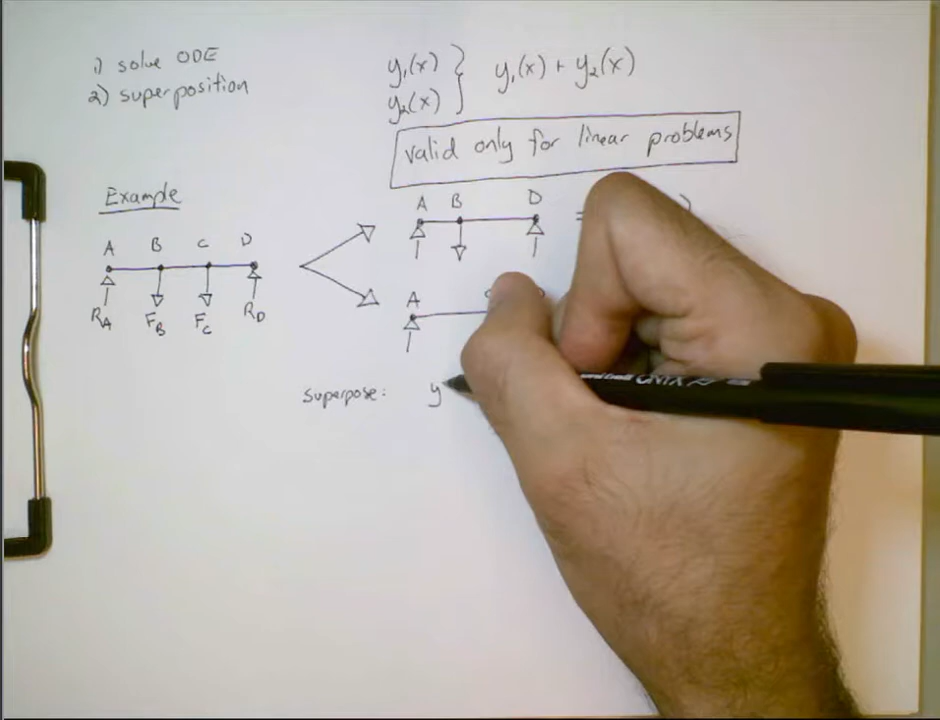 1) solve ODE
2) superposition
y₁(x)
y₂(x)
y₁(x) + y₂(x)
valid only for linear problems
Example
A B C D
R_A F_B F_C R_D
A B D
=
A
superpose: y
ONYX